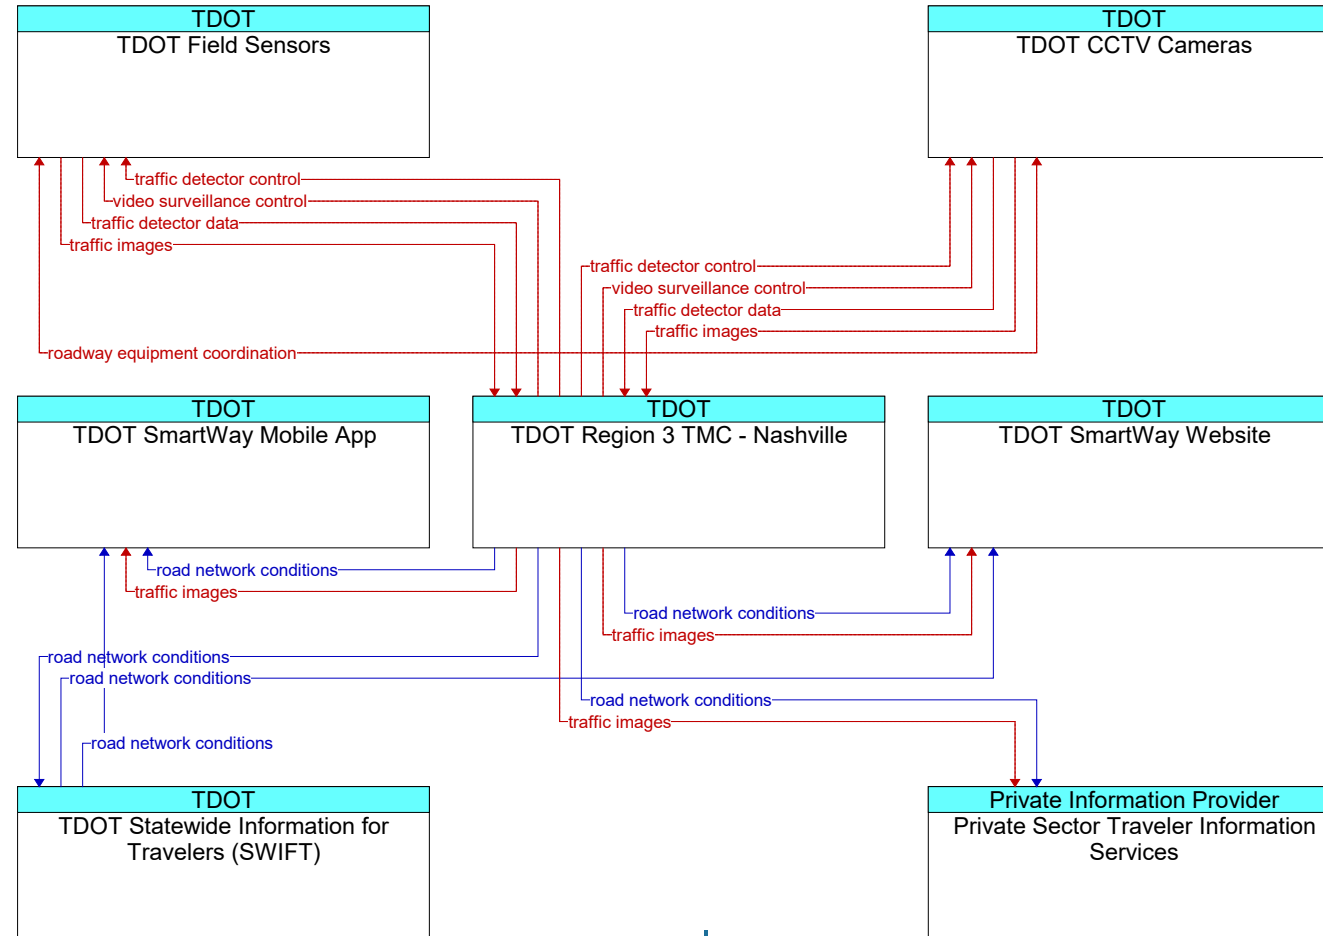 TDOT
TDOT Field Sensors
TDOT
TDOT CCTV Cameras
traffic detector control
video surveillance control
traffic detector data
traffic images
traffic detector control
video surveillance control
traffic detector data
traffic images
roadway equipment coordination
TDOT
TDOT SmartWay Mobile App
TDOT
TDOT Region 3 TMC - Nashville
TDOT
TDOT SmartWay Website
road network conditions
traffic images
road network conditions
traffic images
road network conditions
road network conditions
road network conditions
traffic images
road network conditions
TDOT
TDOT Statewide Information for
Travelers (SWIFT)
Private Information Provider
Private Sector Traveler Information
Services